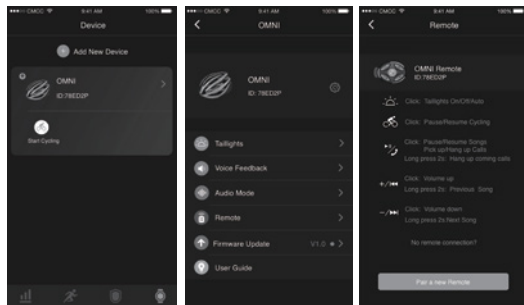 CMCC 9:41 AM 100%
Device
Add New Device
OMNI
ID:78ED2P
Start Cycling
CMCC 9:41 AM 100%
OMNI
OMNI
ID:78ED2P
Taillights
Voice Feedback
Audio Mode
Remote
Firmware Update V1.0
User Guide
CMCC 9:41 AM 100%
Remote
OMNI Remote
ID:78ED2P
Click: Taillights On/Off/Auto
Click: Pause/Resume Cycling
Click: Pause/Resume Songs
Pick up/Hang up Calls
Long press 2s: Hang up coming calls
Click: Volume up
Long press 2s: Previous Song
Click: Volume down
Long press 2s:Next Song
No remote connection?
Pair a new Remote